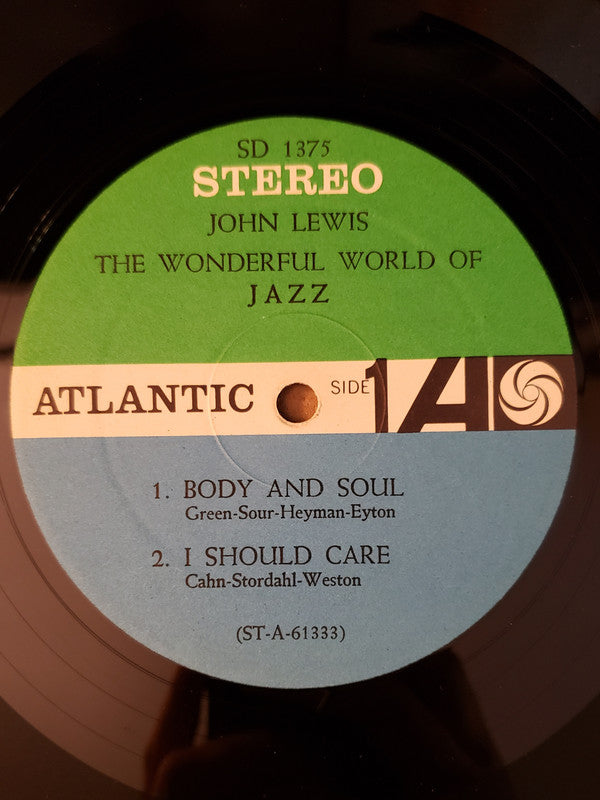 SD 1375
STEREO
JOHN LEWIS
THE WONDERFUL WORLD OF
JAZZ
ATLANTIC SIDE 1 A
1. BODY AND SOUL
Green-Sour-Heyman-Eyton
2. I SHOULD CARE
Cahn-Stordahl-Weston
(ST-A-61333)